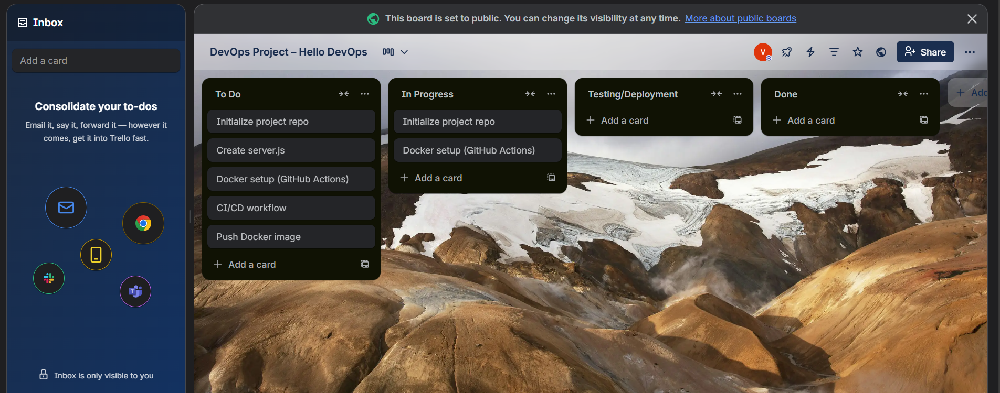 Inbox
Add a card
Consolidate your to-dos
Email it, say it, forward it — however it
comes, get it into Trello fast.
T
Inbox is only visible to you
This board is set to public. You can change its visibility at any time. More about public boards
DevOps Project – Hello DevOps
V
Share
To Do
Initialize project repo
Create server.js
Docker setup (GitHub Actions)
CI/CD workflow
Push Docker image
Add a card
In Progress
Initialize project repo
Docker setup (GitHub Actions)
Add a card
Testing/Deployment
Add a card
Done
Add a card
Add